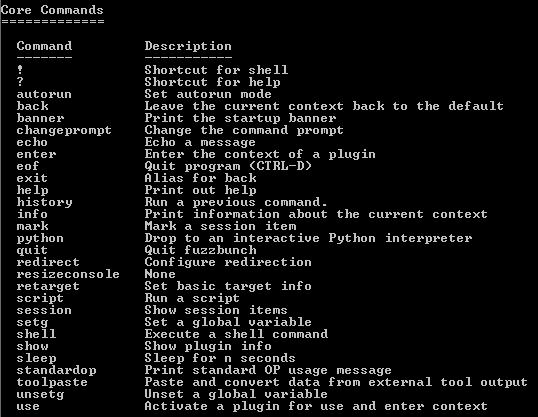 Core Commands
=============
Command Description
------- -----------
! Shortcut for shell
? Shortcut for help
autorun Set autorun mode
back Leave the current context back to the default
banner Print the startup banner
changeprompt Change the command prompt
echo Echo a message
enter Enter the context of a plugin
eof Quit program (CTRL-D)
exit Alias for back
help Print out help
history Run a previous command.
info Print information about the current context
mark Mark a session item
python Drop to an interactive Python interpreter
quit Quit fuzzbunch
redirect Configure redirection
resizeconsole None
retarget Set basic target info
script Run a script
session Show session items
setg Set a global variable
shell Execute a shell command
show Show plugin info
sleep Sleep for n seconds
standardop Print standard OP usage message
toolpaste Paste and convert data from external tool output
unsetg Unset a global variable
use Activate a plugin for use and enter context